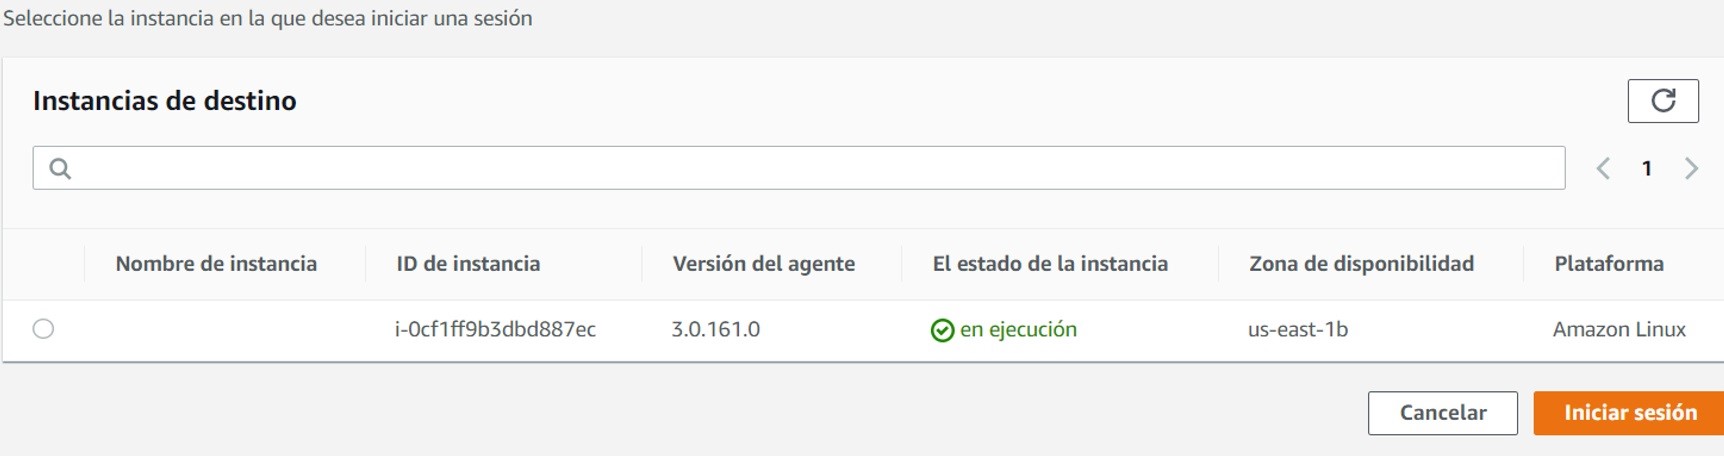 Seleccione la instancia en la que desea iniciar una sesión
Instancias de destino
1
Nombre de instancia ID de instancia Versión del agente El estado de la instancia Zona de disponibilidad Plataforma
i-0cf1ff9b3dbd887ec 3.0.161.0 en ejecución us-east-1b Amazon Linux
Cancelar Iniciar sesión